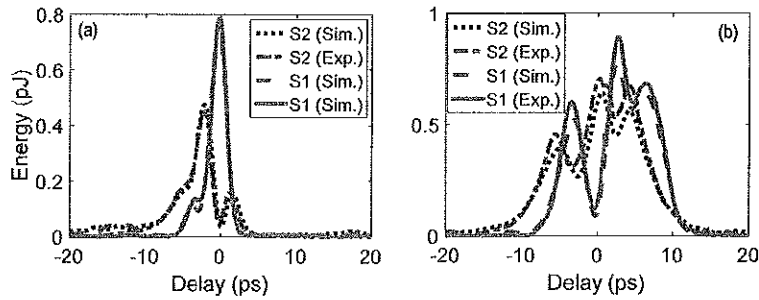 (a)
S2 (Sim.)
S2 (Exp.)
S1 (Sim.)
S1 (Sim.)
0.8
0.6
0.4
0.2
0
Energy (pJ)
-20
-10
0
10
20
Delay (ps)
(b)
S2 (Sim.)
S2 (Exp.)
S1 (Sim.)
S1 (Exp.)
1
0.5
0
-20
-10
0
10
20
Delay (ps)